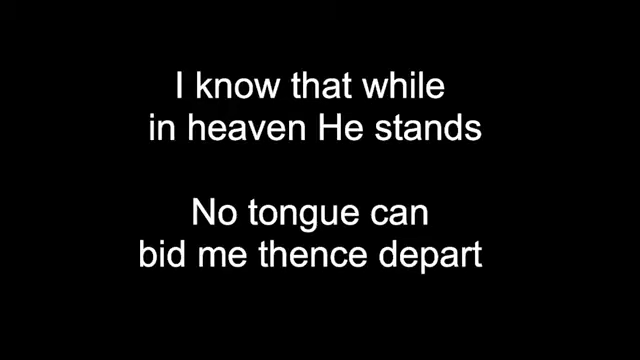 I know that while
in heaven He stands
No tongue can
bid me thence depart